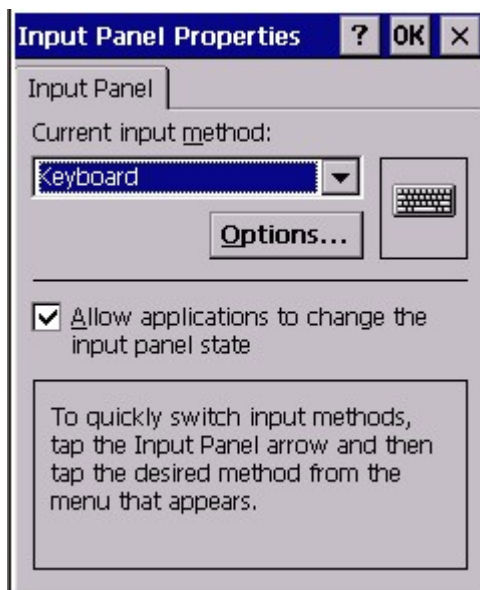 Input Panel Properties ? OK ×
Input Panel
Current input method:
Keyboard
Options...
Allow applications to change the
input panel state
To quickly switch input methods,
tap the Input Panel arrow and then
tap the desired method from the
menu that appears.